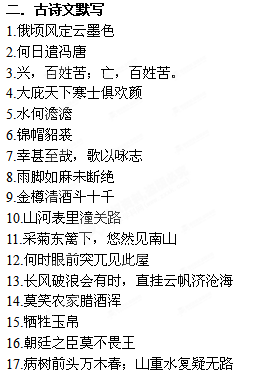 二．古诗文默写
1.俄顷风定云墨色
2.何日遣冯唐
3.兴，百姓苦；亡，百姓苦。
4.大庇天下寒士俱欢颜
5.水何澹澹
6.锦帽貂裘
7.幸甚至哉，歌以咏志
8.雨脚如麻未断绝
9.金樽清酒斗十千
10.山河表里潼关路
11.采菊东篱下，悠然见南山
12.何时眼前突兀见此屋
13.长风破浪会有时，直挂云帆济沧海
14.莫笑农家腊酒浑
15.牺牲玉帛
16.朝廷之臣莫不畏王
17.病树前头万木春；山重水复疑无路